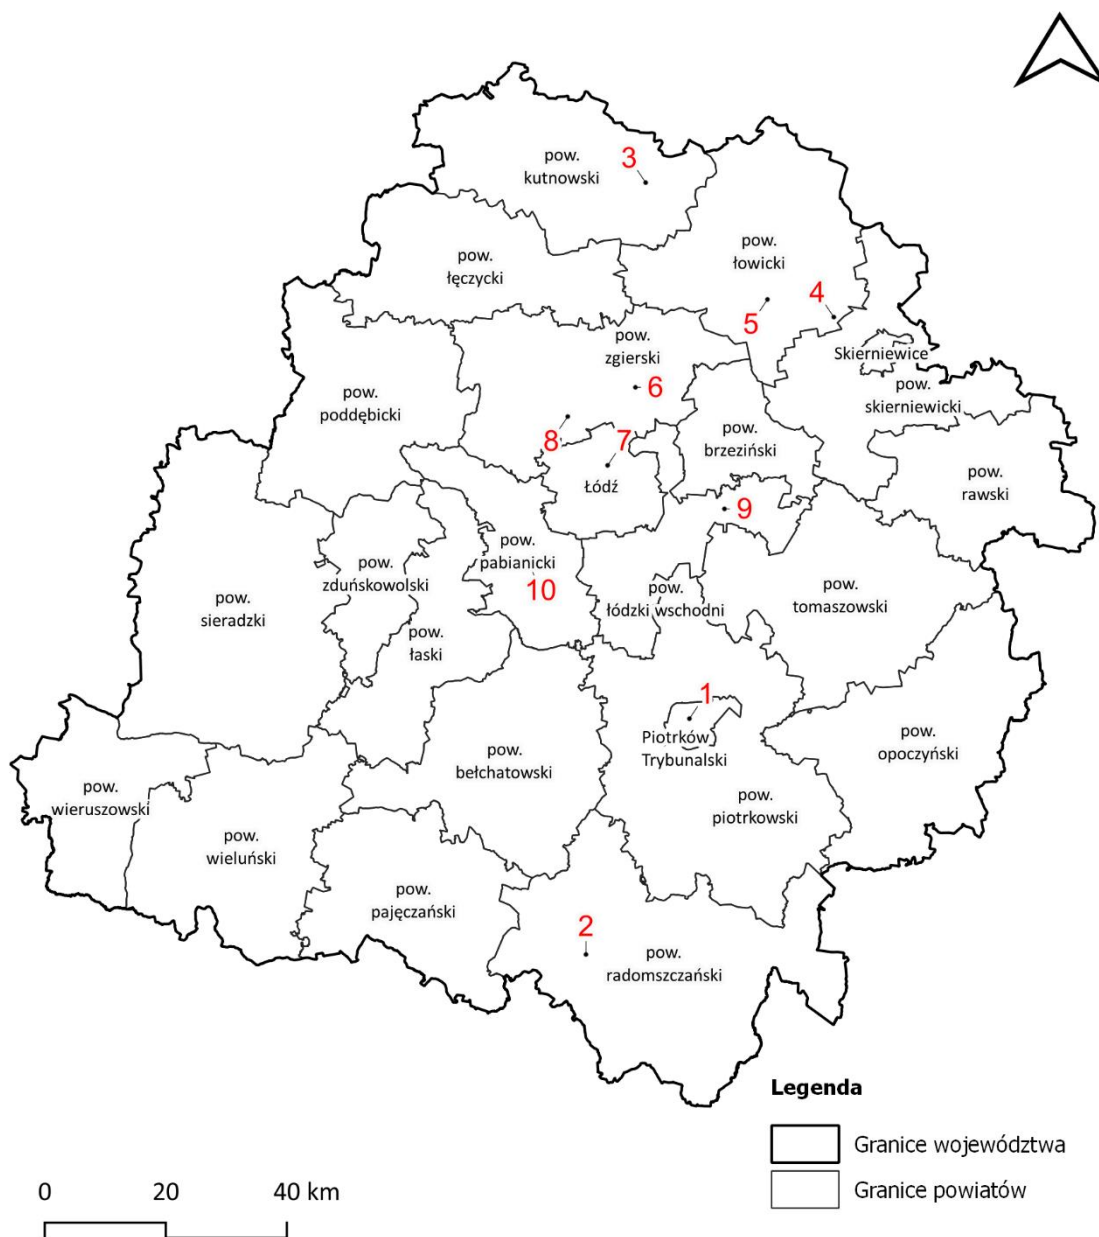 3
pow.
kutnowski
pow.
łowicki
pow.
łęczycki
4
5
pow.
zgierski
Skierniewice
pow.
skierniewicki
6
pow.
poddębicki
8
7
pow.
brzeziński
Łódź
pow.
rawski
9
pow.
pabianicki
10
pow.
zduńskowolski
pow.
łódzki wschodni
pow.
tomaszowski
pow.
sieradzki
pow.
łaski
1
Piotrków
Trybunalski
pow.
opoczyński
pow.
bełchatowski
pow.
wieruszowski
pow.
piotrkowski
pow.
wieluński
pow.
pajęczański
2
pow.
radomszczański
Legenda
Granice województwa
Granice powiatów
0 20 40 km